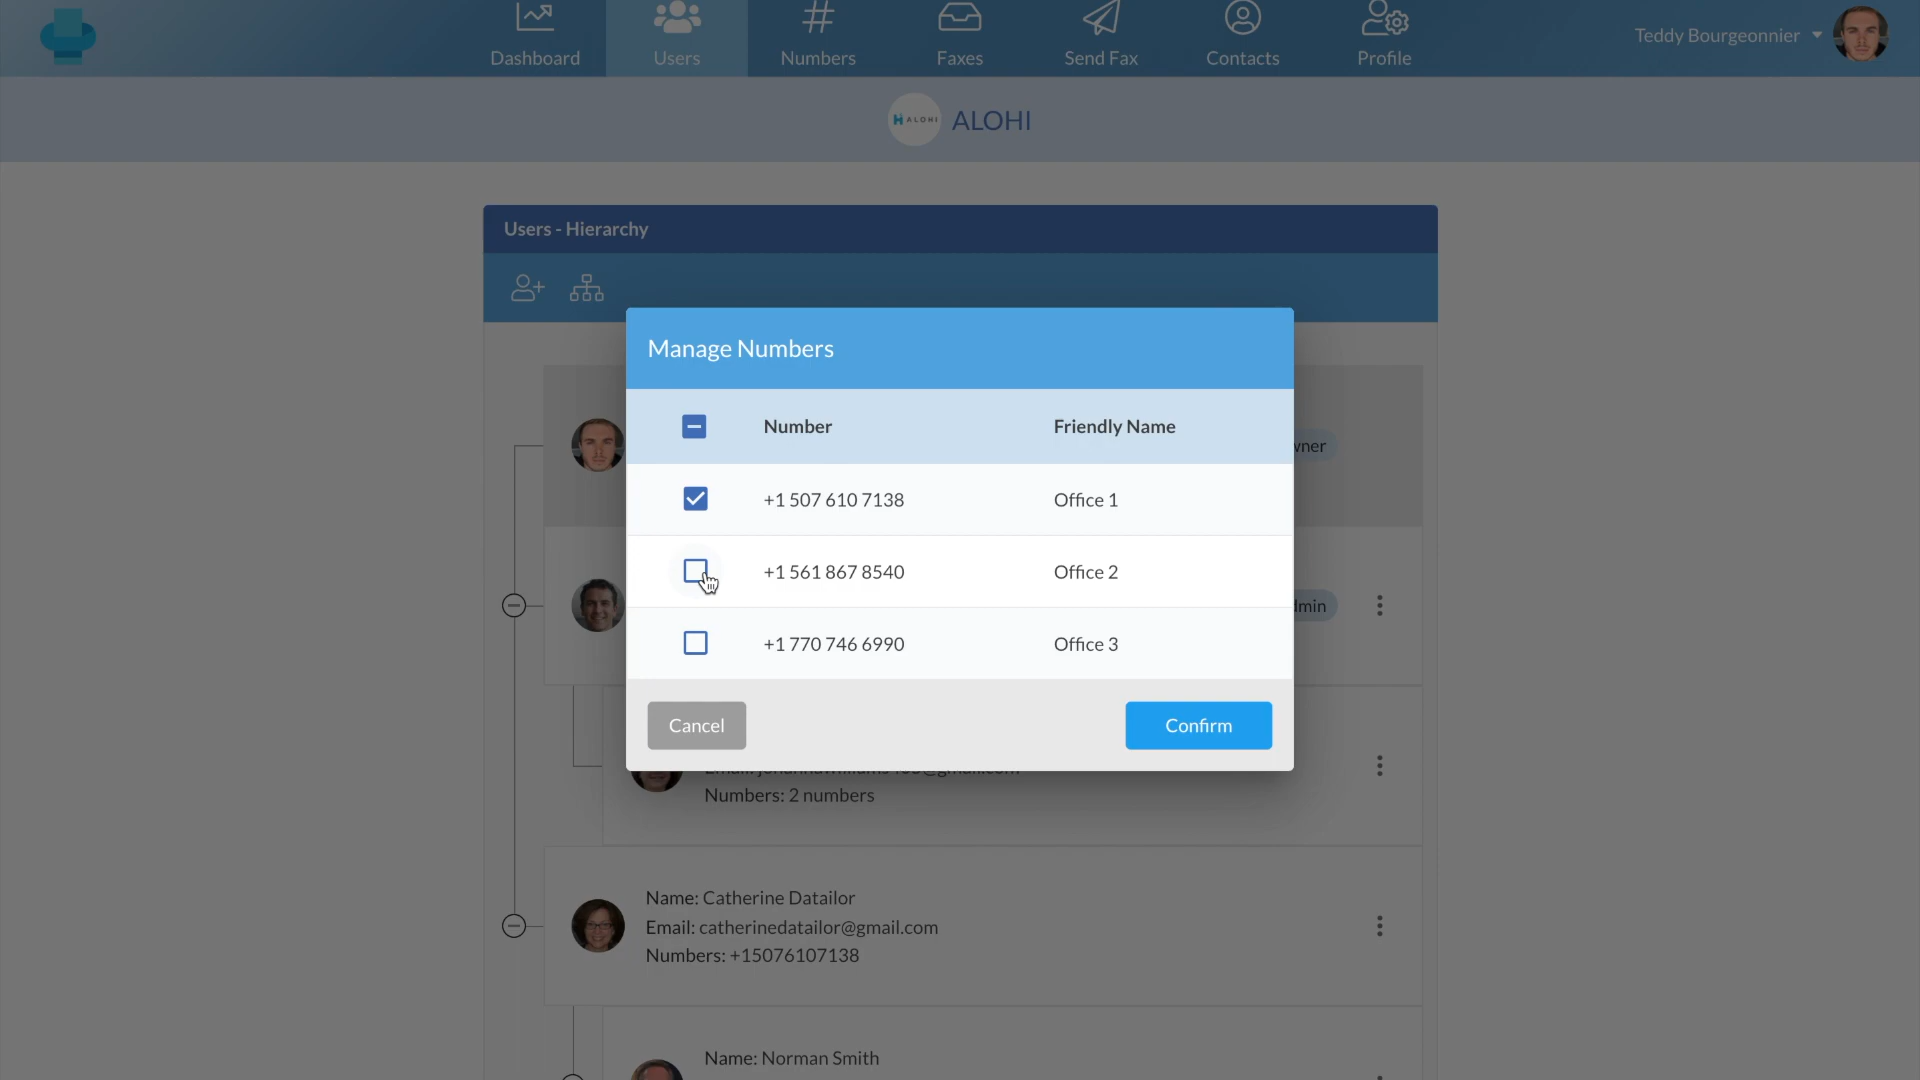 Dashboard
Users
Numbers
Faxes
Send Fax
Contacts
Profile
Teddy Bourgeonnier
ALOHI
ALOHI
Users - Hierarchy
Manage Numbers
Number
Friendly Name
+1 507 610 7138
Office 1
+1 561 867 8540
Office 2
+1 770 746 6990
Office 3
Cancel
Confirm
Numbers: 2 numbers
Name: Catherine Datailor
Email: catherinedatailor@gmail.com
Numbers: +15076107138
Name: Norman Smith